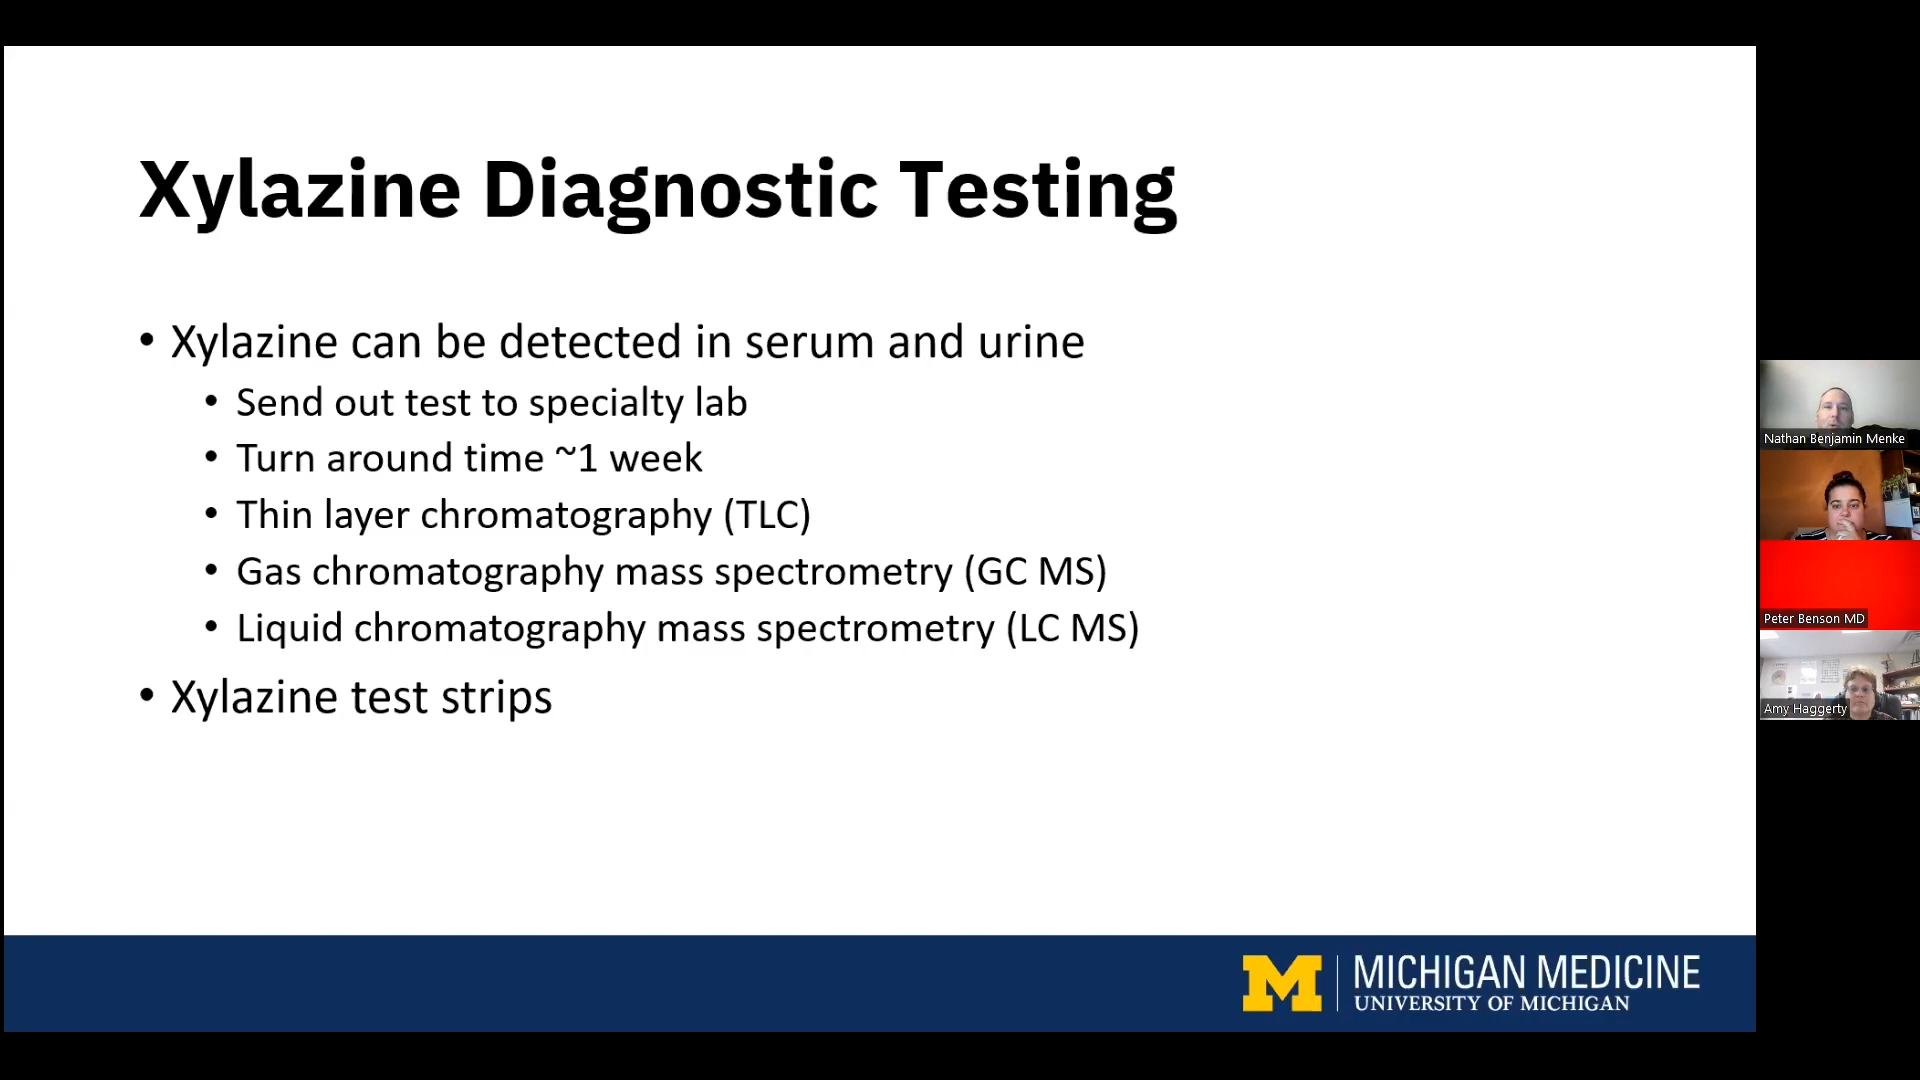 Xylazine Diagnostic Testing
• Xylazine can be detected in serum and urine
• Send out test to specialty lab
• Turn around time ~1 week
• Thin layer chromatography (TLC)
• Gas chromatography mass spectrometry (GC MS)
• Liquid chromatography mass spectrometry (LC MS)
• Xylazine test strips
M
MICHIGAN MEDICINE
UNIVERSITY OF MICHIGAN
Nathan Benjamin Menke
Peter Benson MD
Amy Haggerty